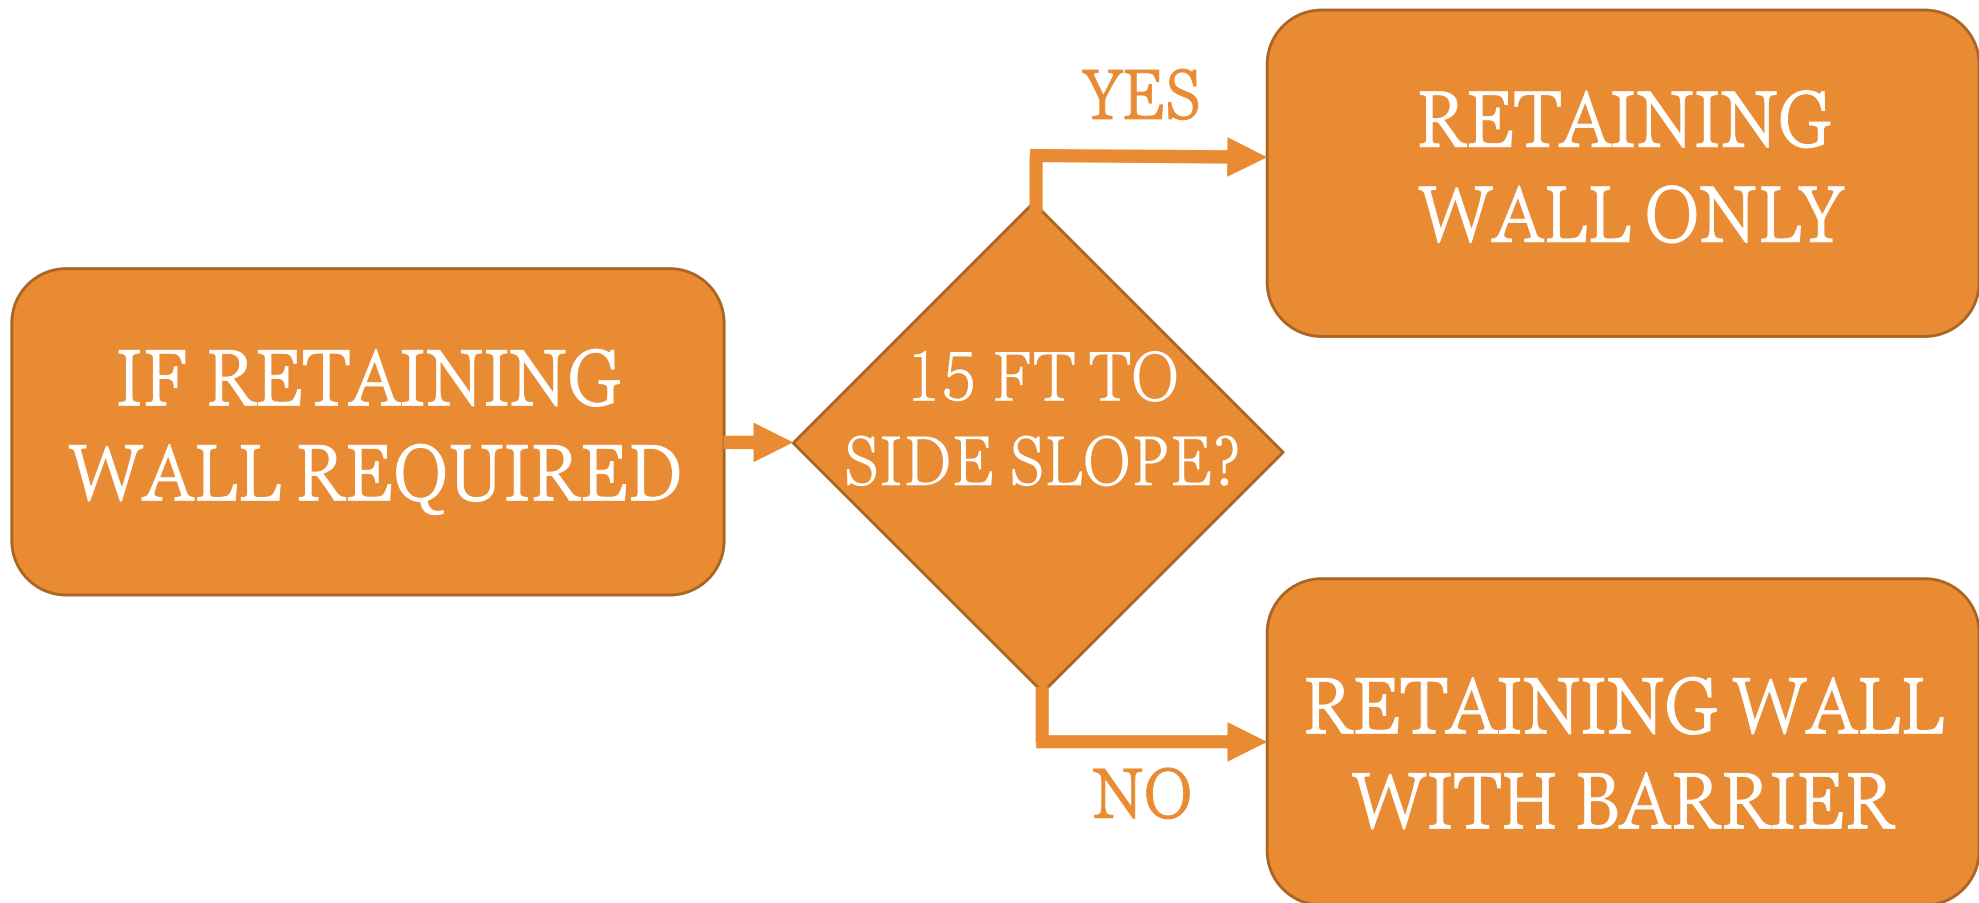 IF RETAINING
WALL REQUIRED
15 FT TO
SIDE SLOPE?
YES
RETAINING
WALL ONLY
NO
RETAINING WALL
WITH BARRIER